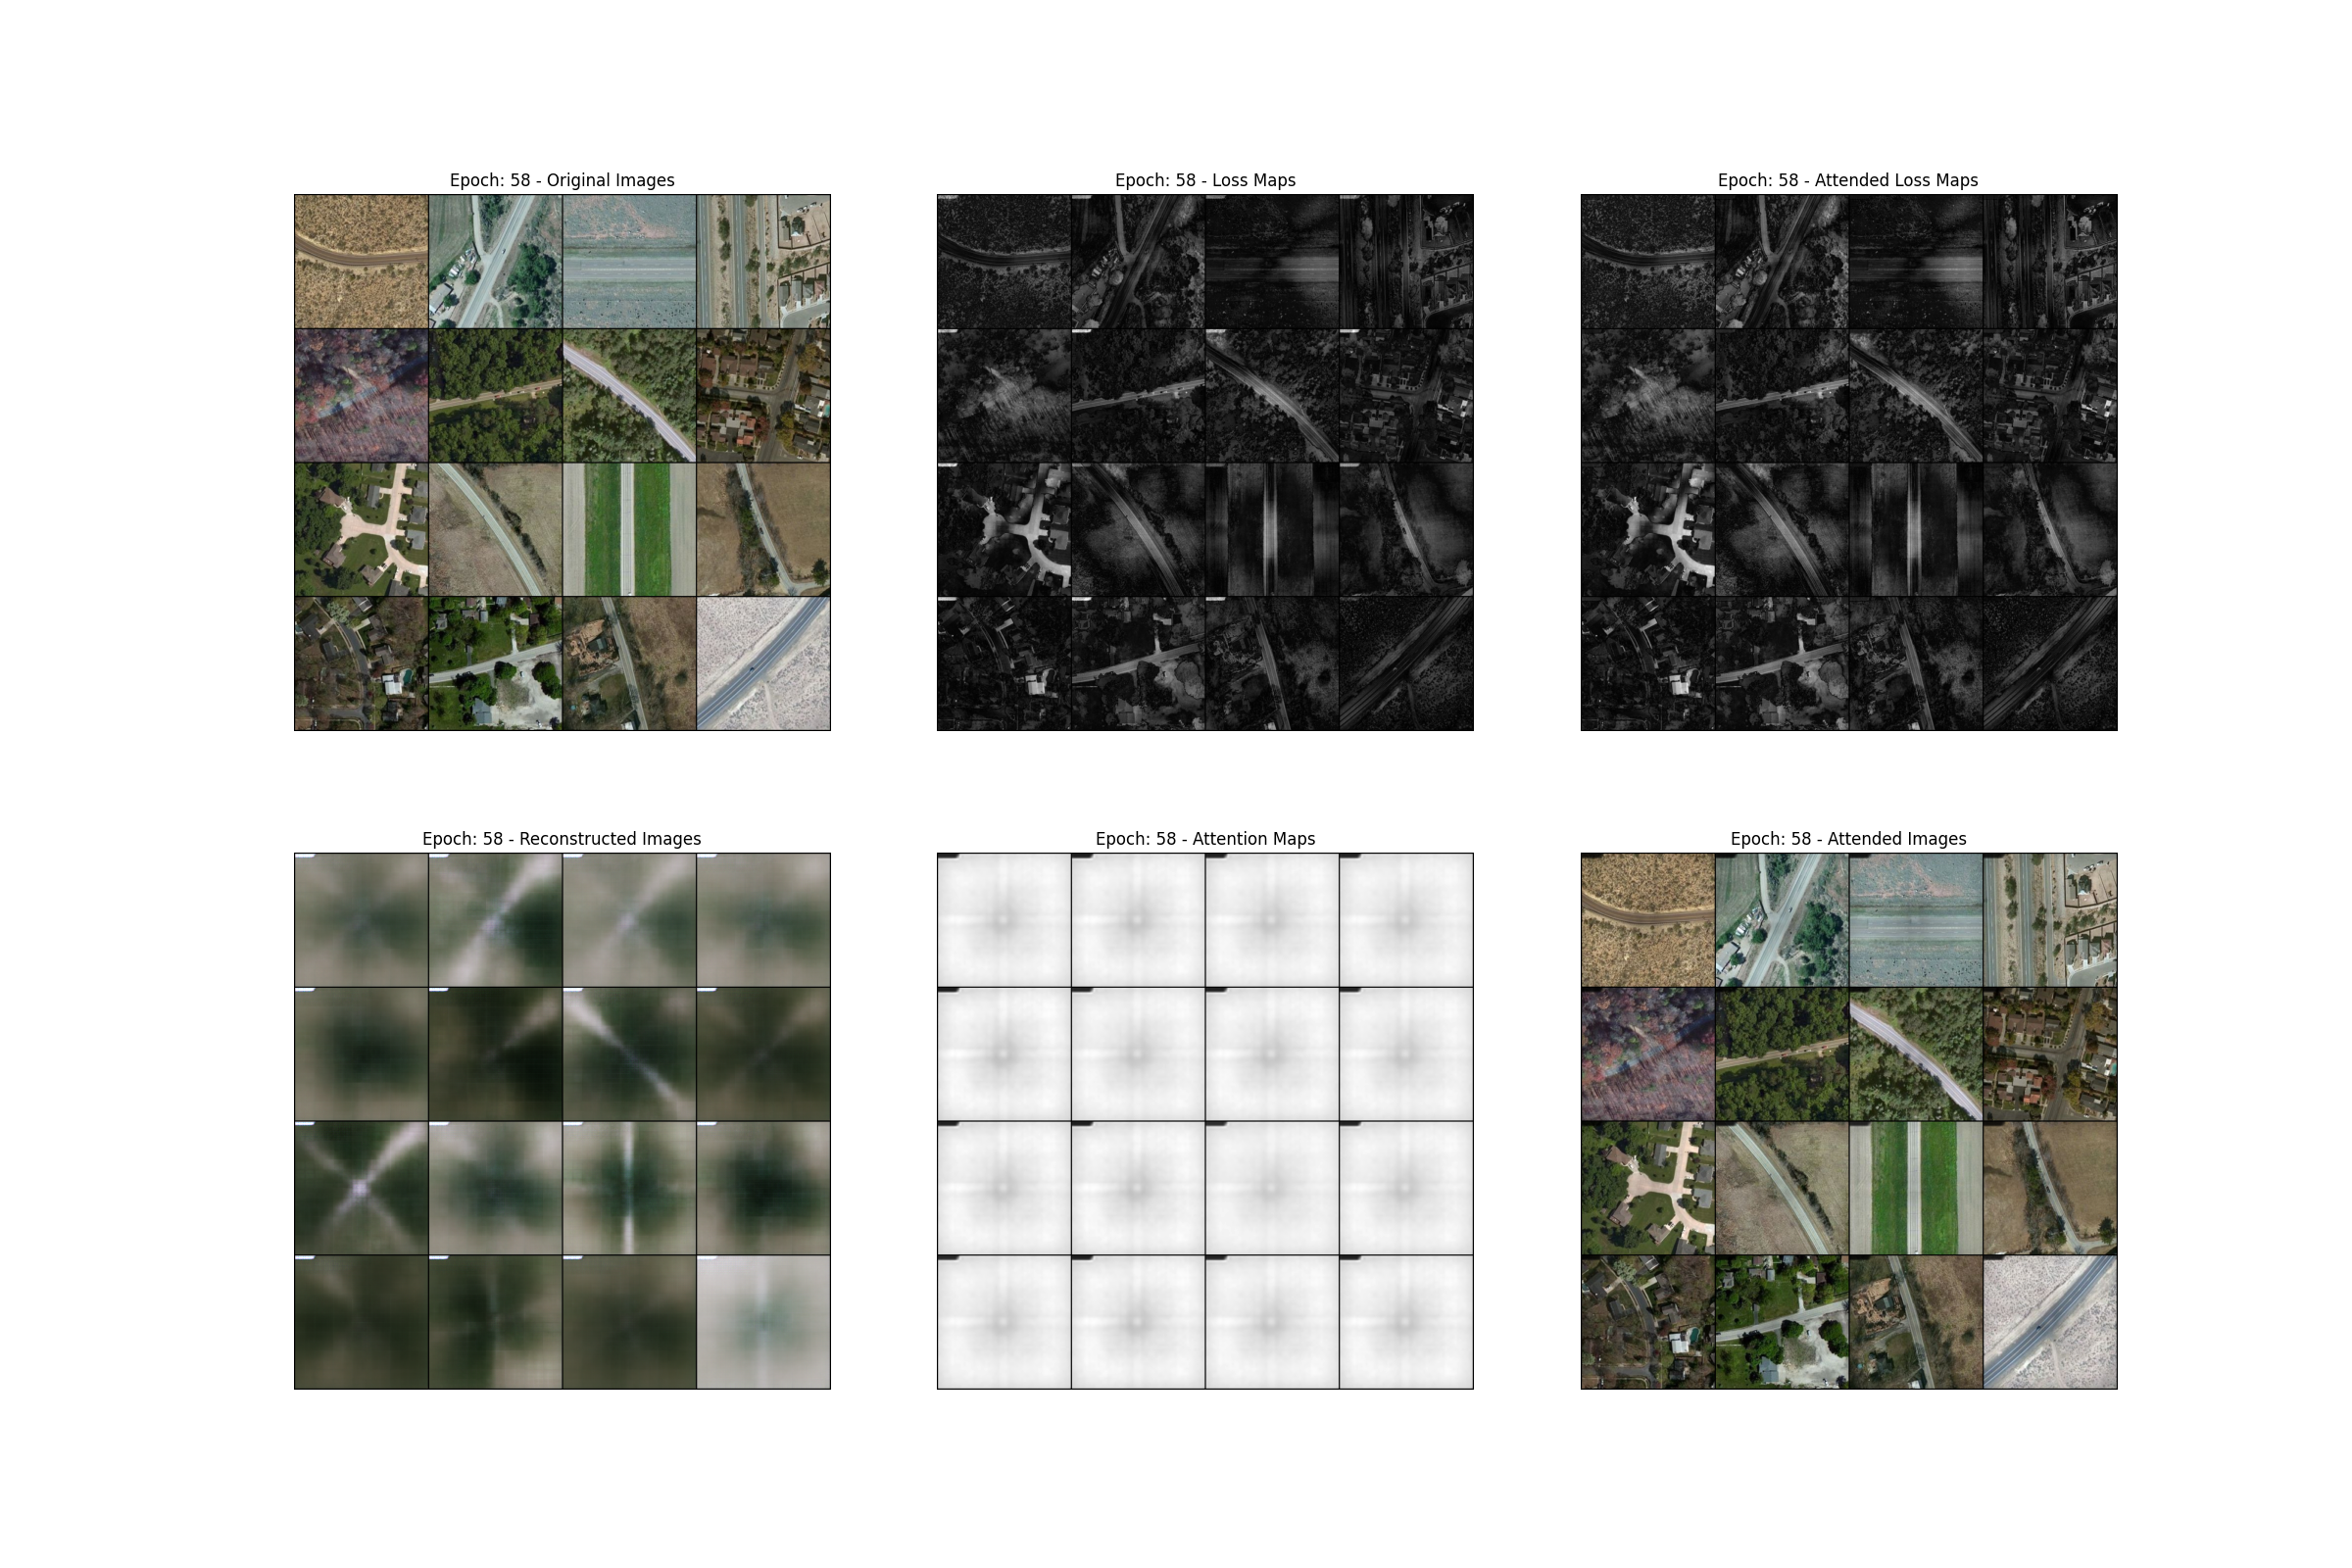 Epoch: 58 - Original Images
Epoch: 58 - Loss Maps
Epoch: 58 - Attended Loss Maps
Epoch: 58 - Reconstructed Images
Epoch: 58 - Attention Maps
Epoch: 58 - Attended Images